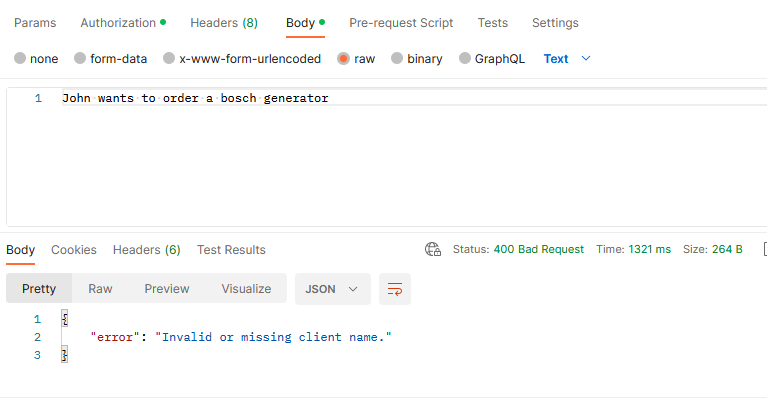 Params Authorization Headers (8) Body Pre-request Script Tests Settings
none form-data x-www-form-urlencoded raw binary GraphQL Text
1 John wants to order a bosch generator
Body Cookies Headers (6) Test Results Status: 400 Bad Request Time: 1321 ms Size: 264 B
Pretty Raw Preview Visualize JSON
1 {
2 "error": "Invalid or missing client name."
3 }